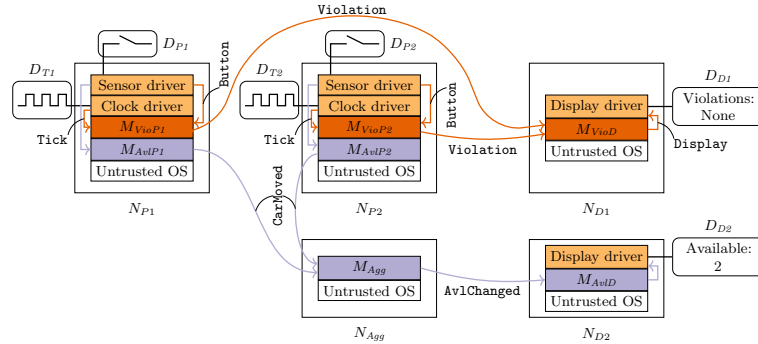 Violation
D_P1
D_P2
D_T1
D_T2
D_D1
Button
Button
Sensor driver
Clock driver
M_VioP1
M_AvlP1
Untrusted OS
Tick
N_P1
Sensor driver
Clock driver
M_VioP2
M_AvlP2
Untrusted OS
Tick
N_P2
Violation
Display driver
M_VioD
Untrusted OS
N_D1
Violations:
None
Display
CarMoved
M_Agg
Untrusted OS
N_Agg
AvlChanged
Display driver
M_AvlD
Untrusted OS
N_D2
D_D2
Available:
2